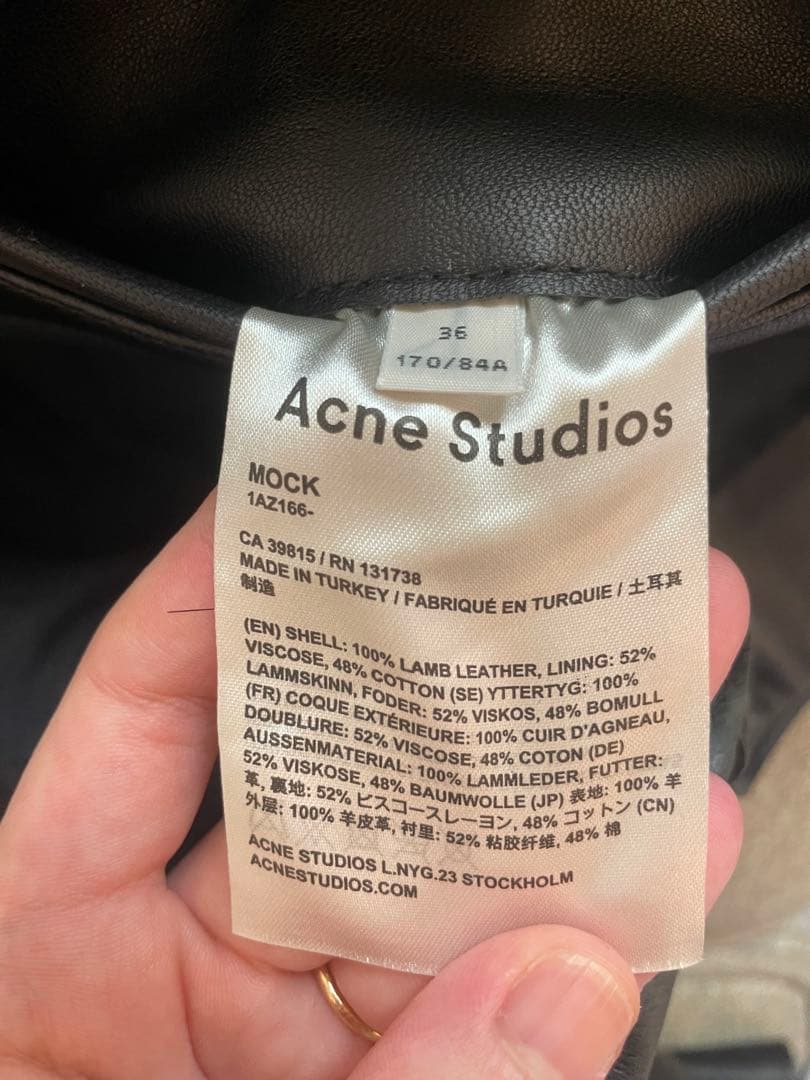 36
170/84A
Acne Studios
MOCK
1AZ166-
CA 39815 / RN 131738
MADE IN TURKEY / FABRIQUÉ EN TURQUIE / 土耳其
制造
(EN) SHELL: 100% LAMB LEATHER, LINING: 52%
VISCOSE, 48% COTTON (SE) YTTERTYG: 100%
LAMMSKINN, FODER: 52% VISKOS, 48% BOMULL
(FR) COQUE EXTÉRIEURE: 100% CUIR D'AGNEAU,
DOUBLURE: 52% VISCOSE, 48% COTON (DE)
AUSSENMATERIAL: 100% LAMMLEDER, FUTTER:
52% VISKOSE, 48% BAUMWOLLE (JP) 表地: 100% 羊
革, 裏地: 52% ビスコースレーヨン, 48% コットン (CN)
外层: 100% 羊皮革, 衬里: 52% 粘胶纤维, 48% 棉
ACNE STUDIOS L.NYG.23 STOCKHOLM
ACNESTUDIOS.COM